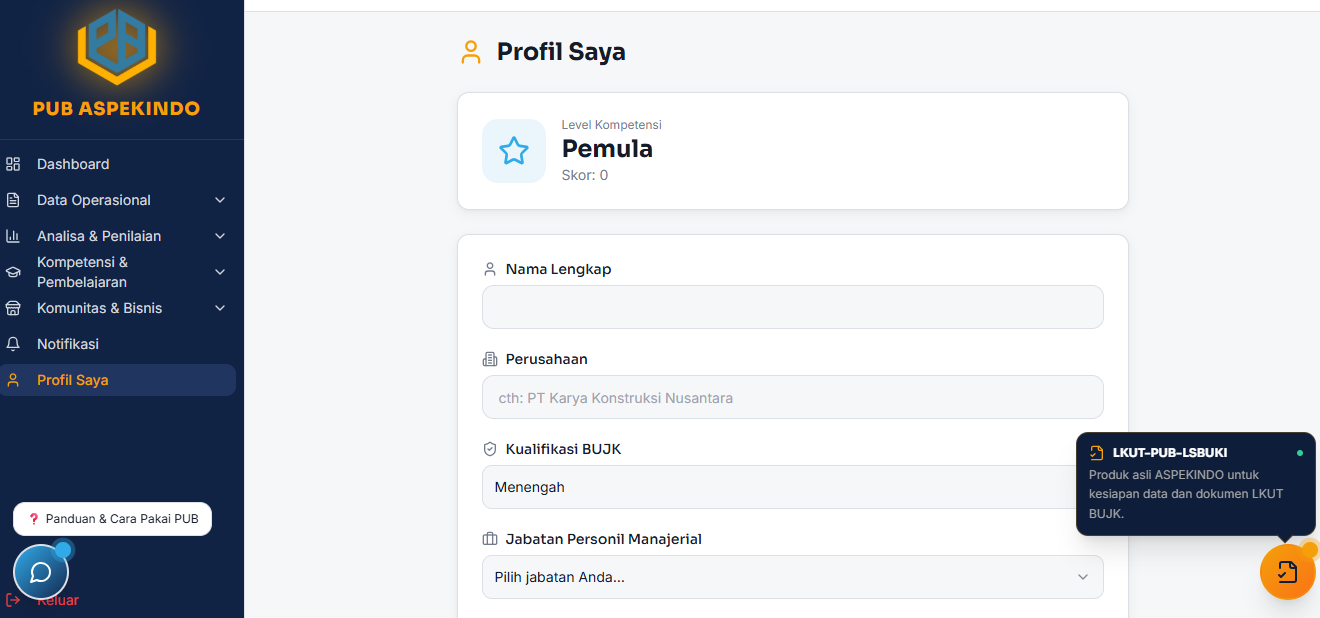 PUB ASPEKINDO
Dashboard
Data Operasional
Analisa & Penilaian
Kompetensi &
Pembelajaran
Komunitas & Bisnis
Notifikasi
Profil Saya
❓ Panduan & Cara Pakai PUB
Keluar
Profil Saya
Level Kompetensi
Pemula
Skor: 0
Nama Lengkap
Perusahaan
cth: PT Karya Konstruksi Nusantara
Kualifikasi BUJK
Menengah
Jabatan Personil Manajerial
Pilih jabatan Anda...
LKUT-PUB-LSBUKI
Produk asli ASPEKINDO untuk
kesiapan data dan dokumen LKUT
BUJK.